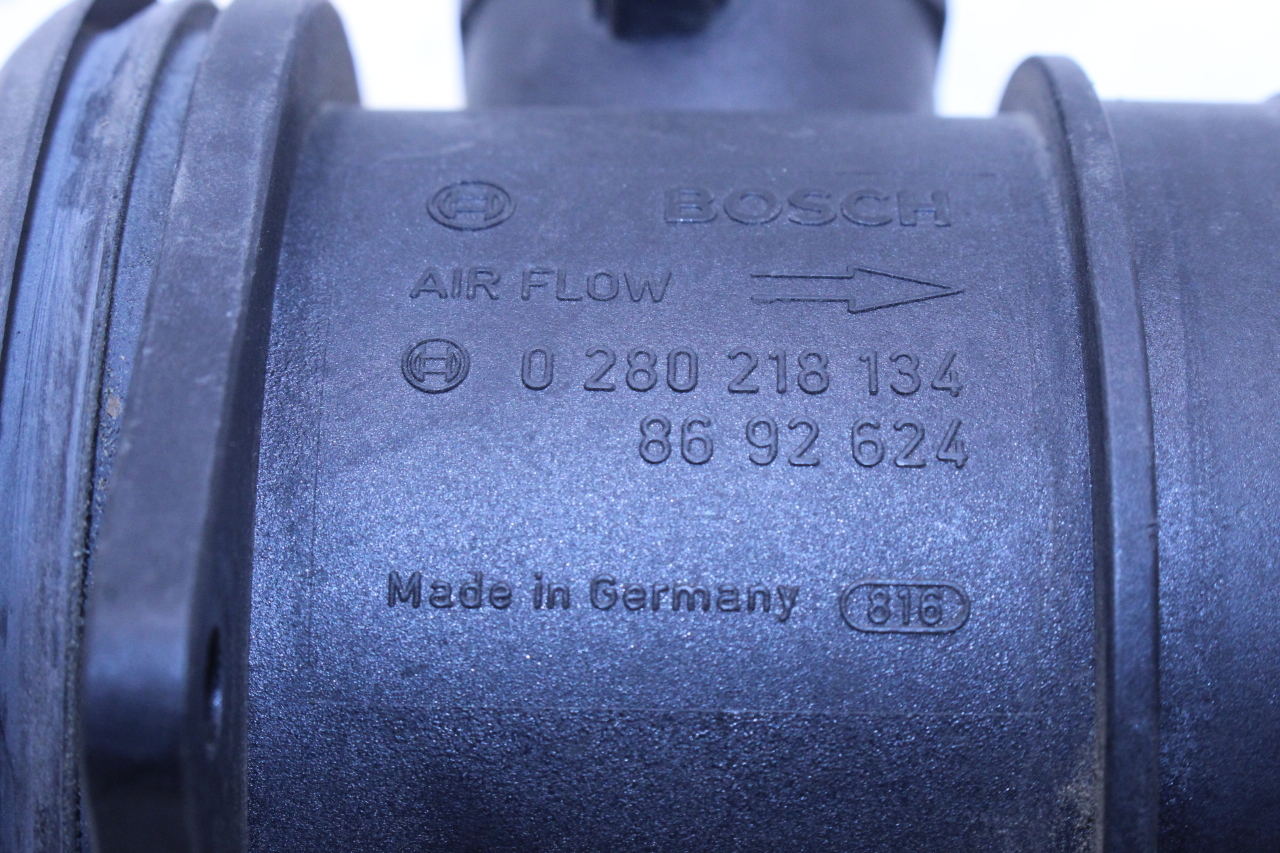 BOSCH
AIR FLOW
0 280 218 134
86 92 624
Made in Germany 816